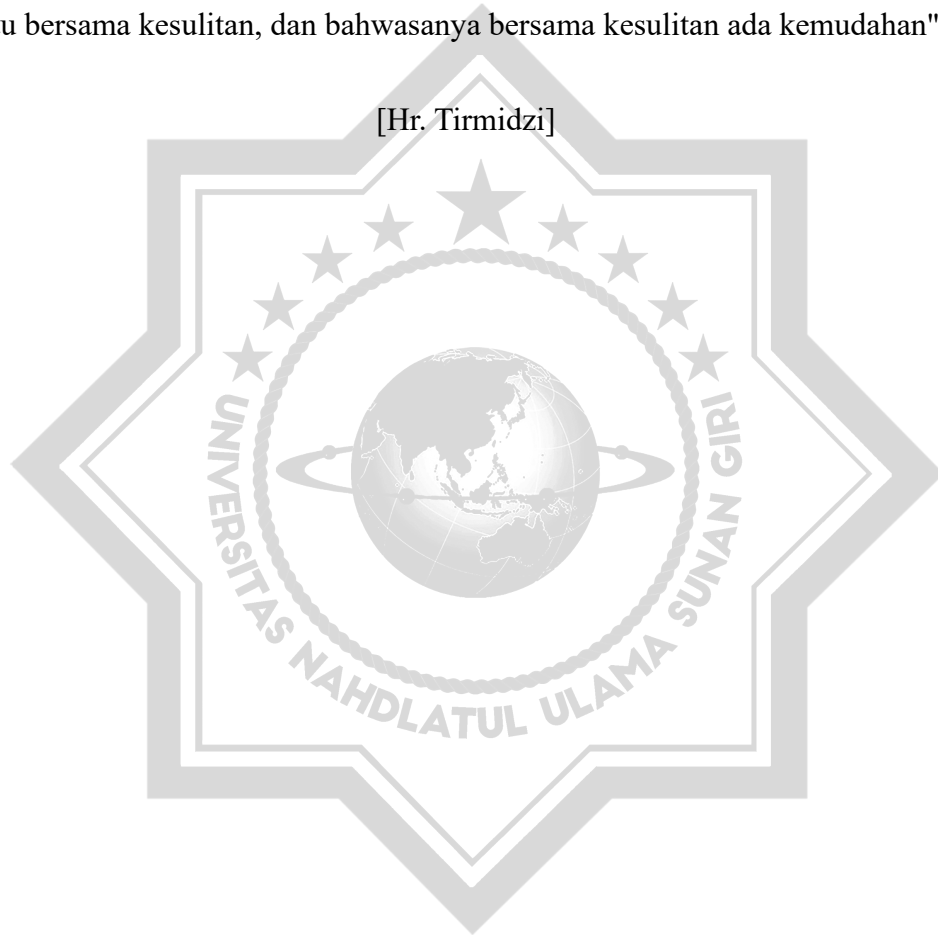 bersama kesulitan, dan bahwasanya bersama kesulitan ada kemudahan"
[Hr. Tirmidzi]
UNIVERSITAS NAHDLATUL ULAMA SUNAN GIRI